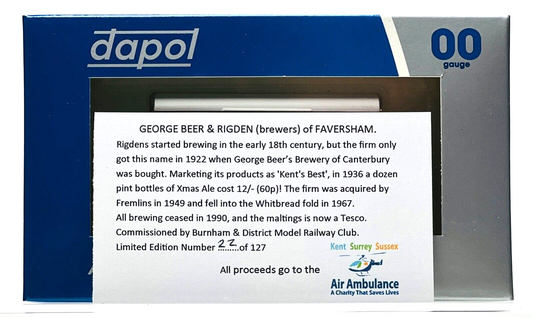 dapol
00
gauge
GEORGE BEER & RIGDEN (brewers) of FAVERSHAM.
Rigdens started brewing in the early 18th century, but the firm only
got this name in 1922 when George Beer's Brewery of Canterbury
was bought. Marketing its products as 'Kent's Best', in 1936 a dozen
pint bottles of Xmas Ale cost 12/- (60p)! The firm was acquired by
Fremlins in 1949 and fell into the Whitbread fold in 1967.
All brewing ceased in 1990, and the maltings is now a Tesco.
Commissioned by Burnham & District Model Railway Club.
Limited Edition Number 22 of 127
All proceeds go to the
Kent Surrey Sussex
Air Ambulance
A Charity That Saves Lives